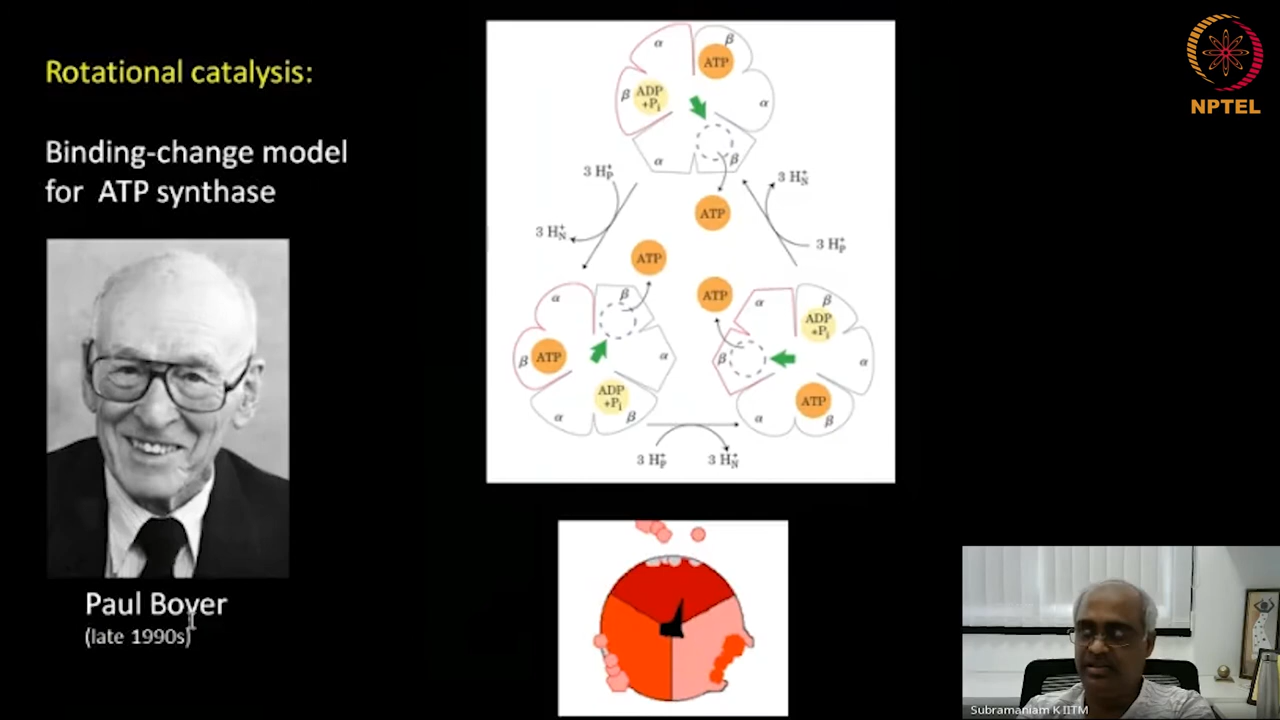 Rotational catalysis:
Binding-change model
for ATP synthase
Paul Boyer
(late 1990s)
α
β
ATP
β
ADP
+Pi
α
α
β
3 H⁺P
3 H⁺N
ATP
3 H⁺N
3 H⁺P
ATP
α
β
β
ATP
α
ADP
+Pi
α
β
3 H⁺P
3 H⁺N
ATP
α
β
ADP
+Pi
β
α
ATP
α
β
NPTEL
Subramaniam K IITM